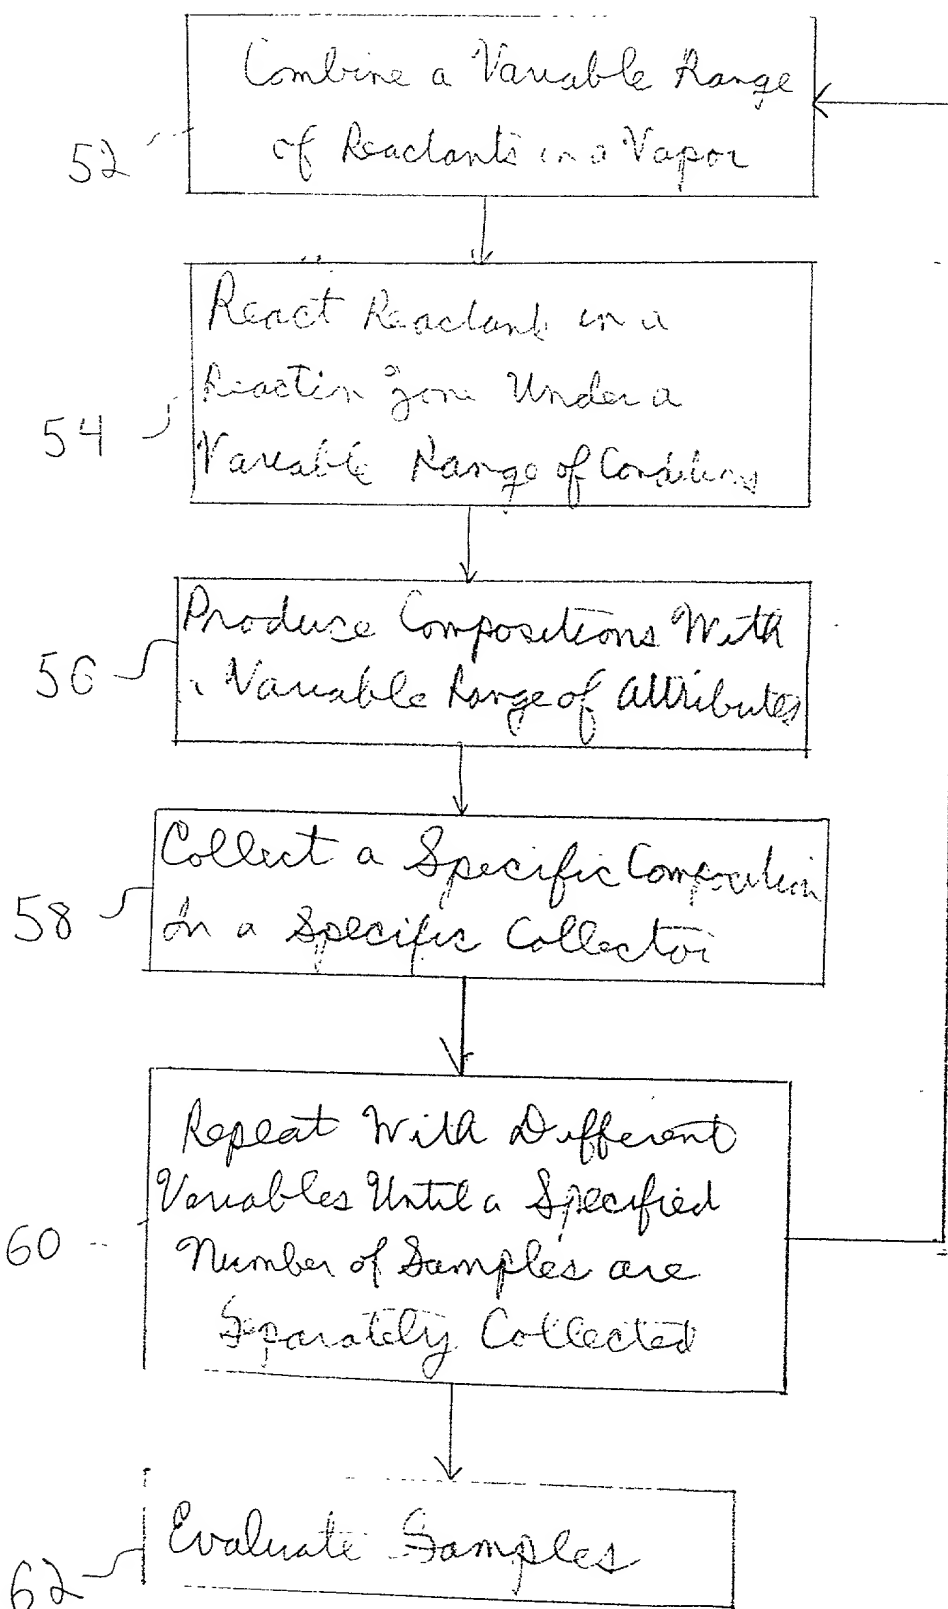 Combine a Variable Range
52 of Reactants in a Vapor
React Reactant in a
Reaction Zone Under a
54
Variable Range of Conditions
Produce Compositions With
56 a Variable Range of Attributes
Collect a Specific Composition
58 In a Specific Collector
Repeat With Different
Variables Until a Specified
60 Number of Samples are
Separately Collected
Evaluate Samples
62